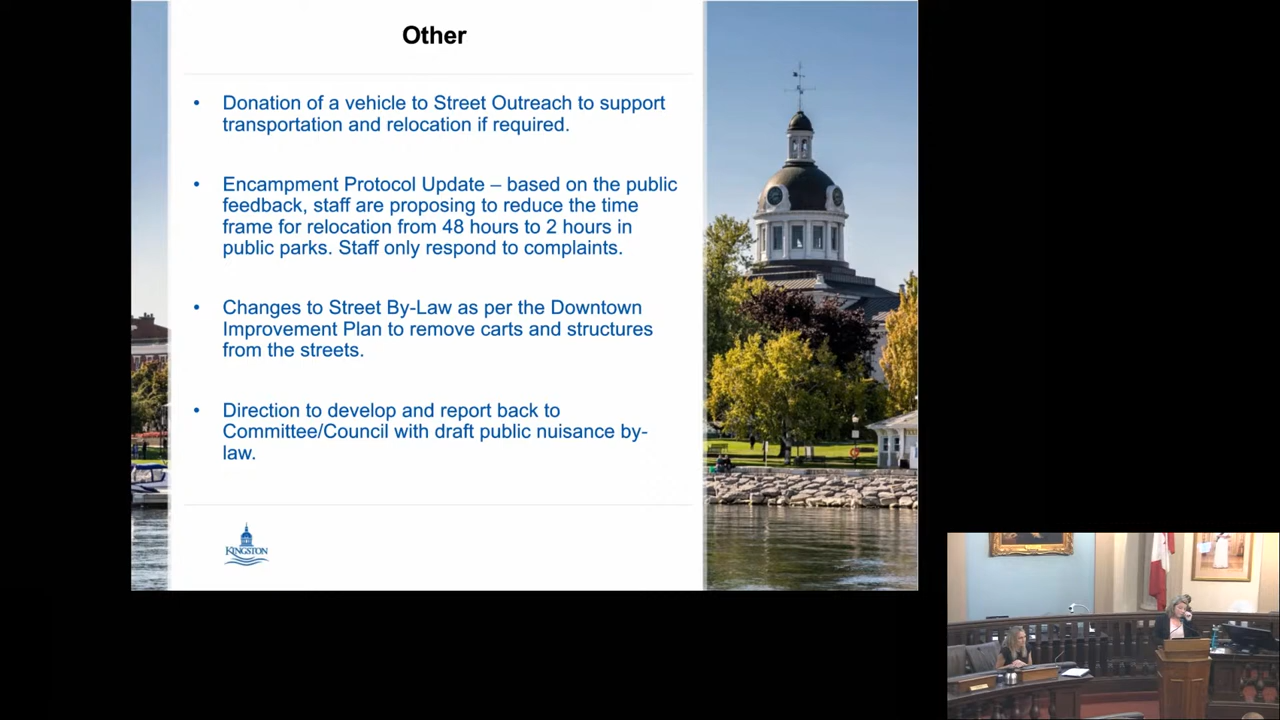 Other
• Donation of a vehicle to Street Outreach to support
transportation and relocation if required.
• Encampment Protocol Update – based on the public
feedback, staff are proposing to reduce the time
frame for relocation from 48 hours to 2 hours in
public parks. Staff only respond to complaints.
• Changes to Street By-Law as per the Downtown
Improvement Plan to remove carts and structures
from the streets.
• Direction to develop and report back to
Committee/Council with draft public nuisance by-
law.
KINGSTON